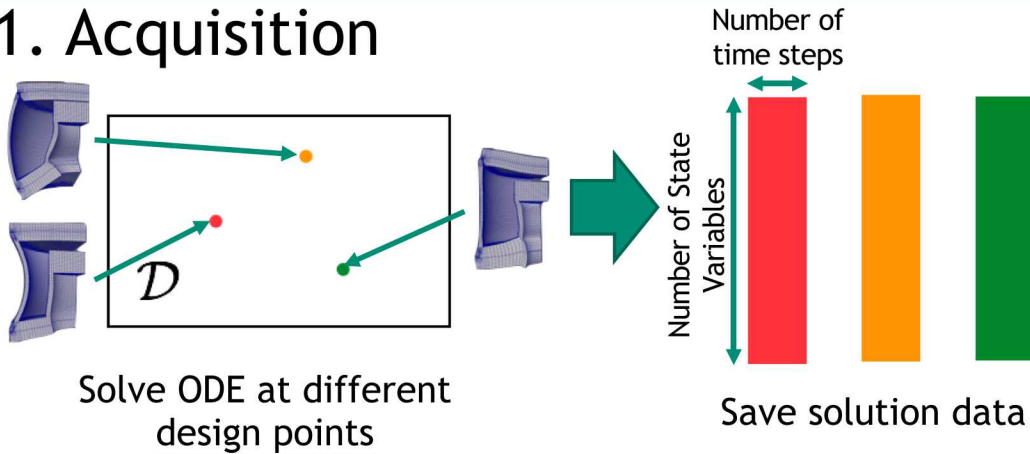 1. Acquisition
Number of
time steps
Number of State
Variables
𝒟
Solve ODE at different
design points
Save solution data